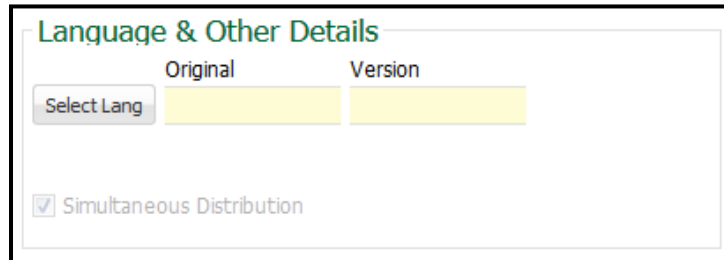 Language & Other Details
Original Version
Select Lang
Simultaneous Distribution